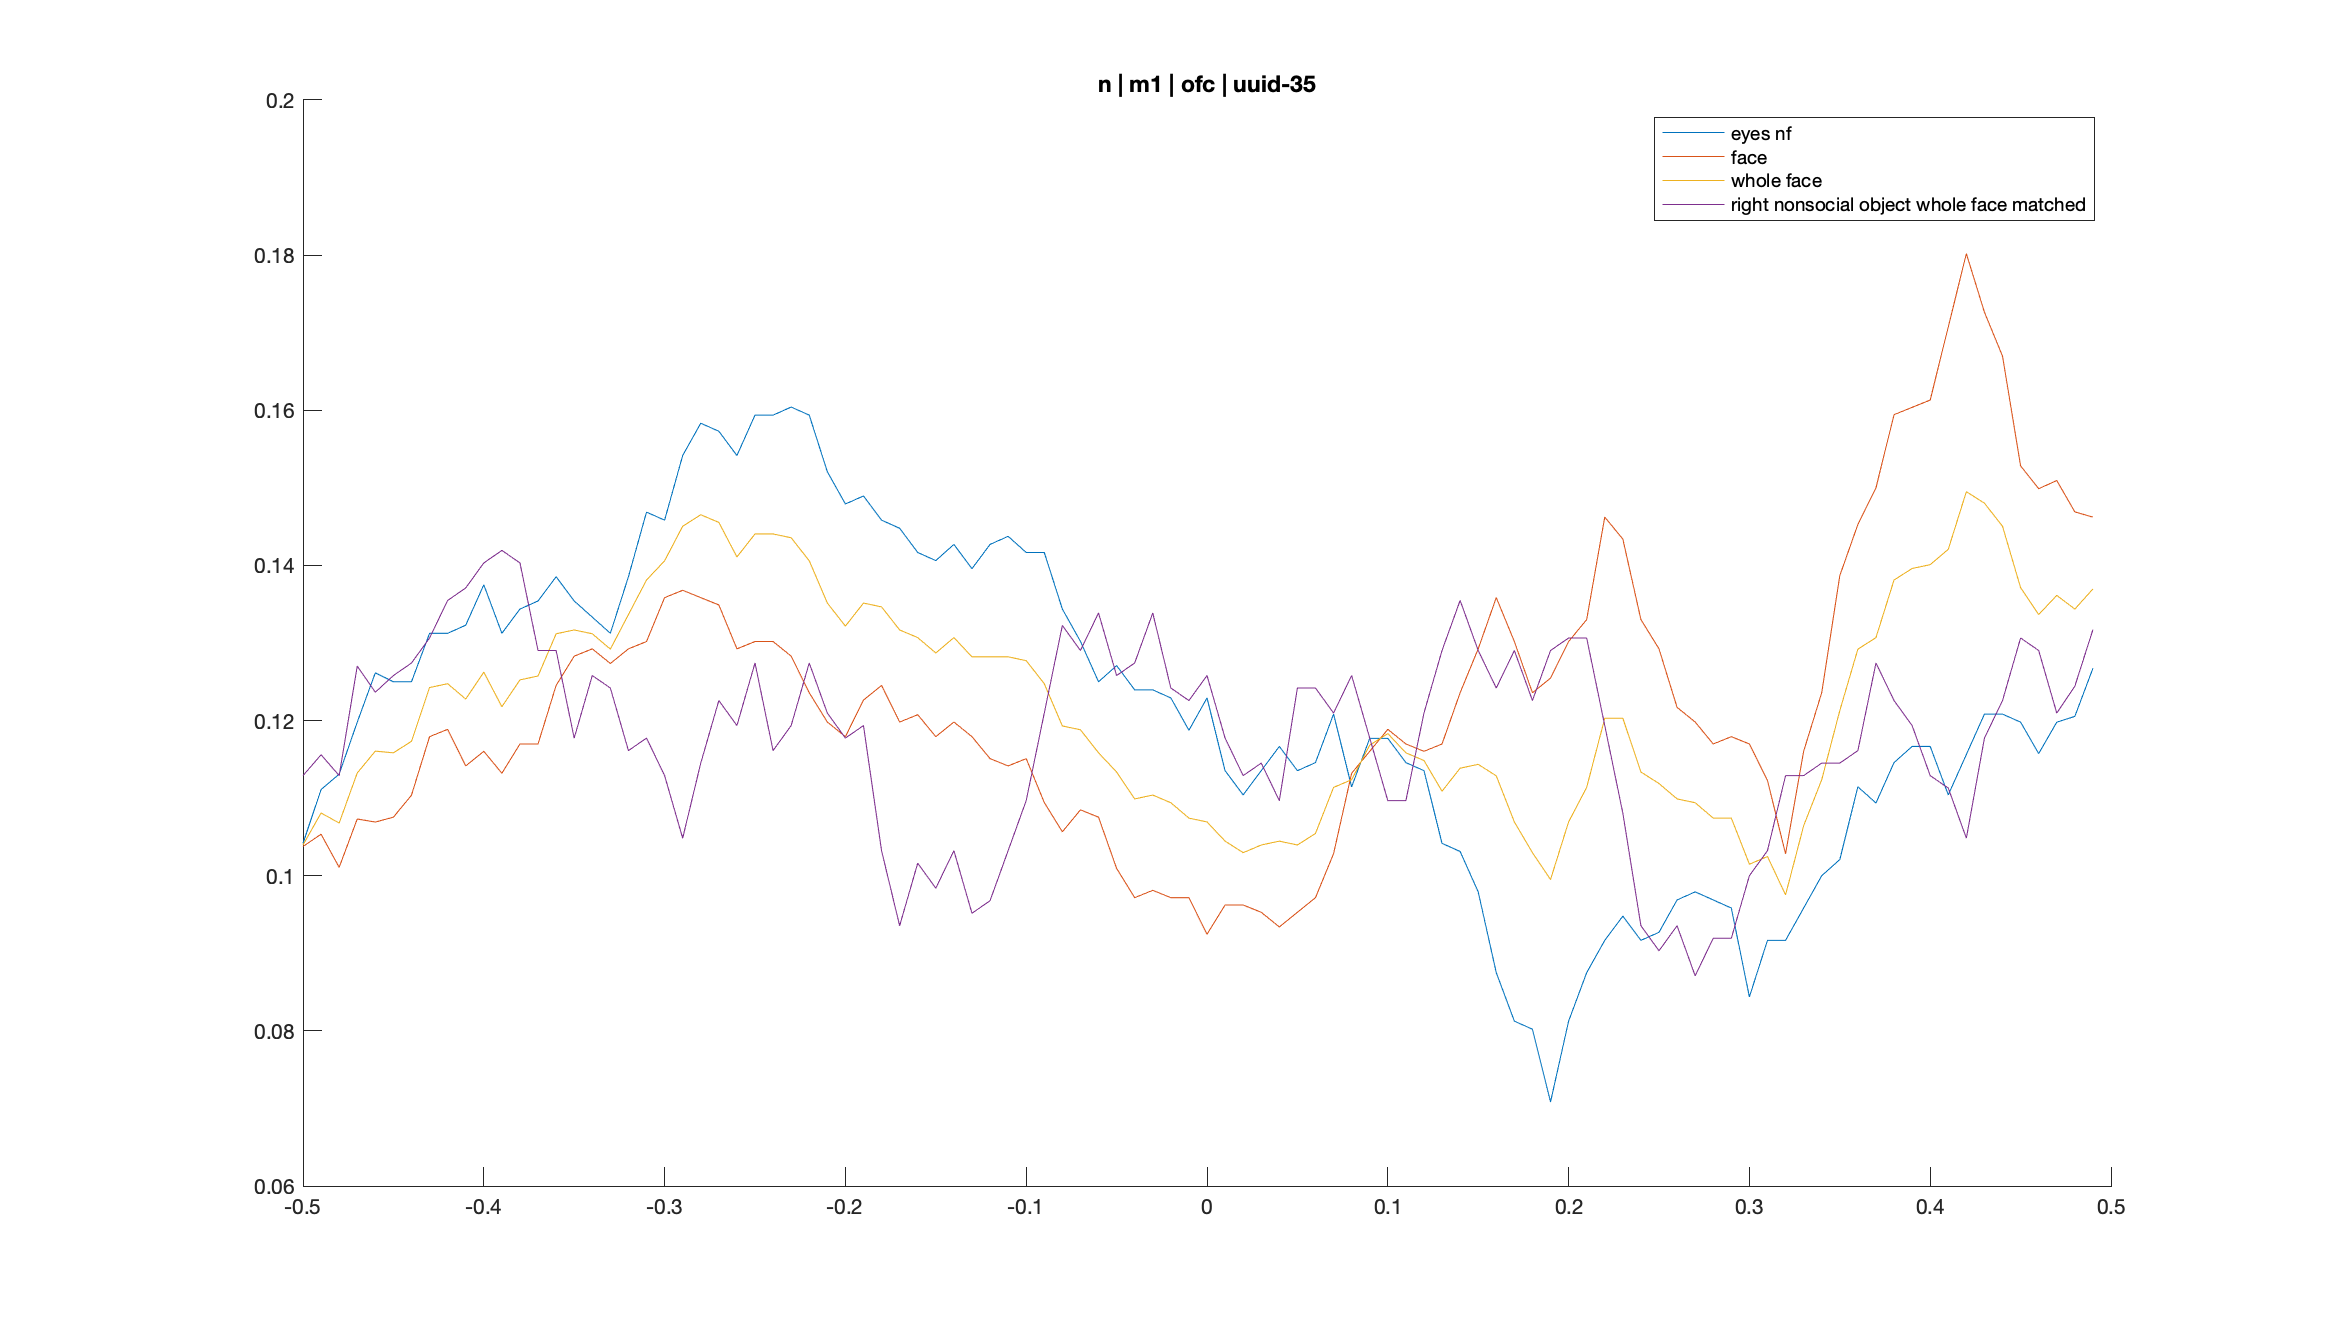 n | m1 | ofc | uuid-35
eyes nf
face
whole face
right nonsocial object whole face matched
0.2
0.18
0.16
0.14
0.12
0.1
0.08
0.06
-0.5 -0.4 -0.3 -0.2 -0.1 0 0.1 0.2 0.3 0.4 0.5